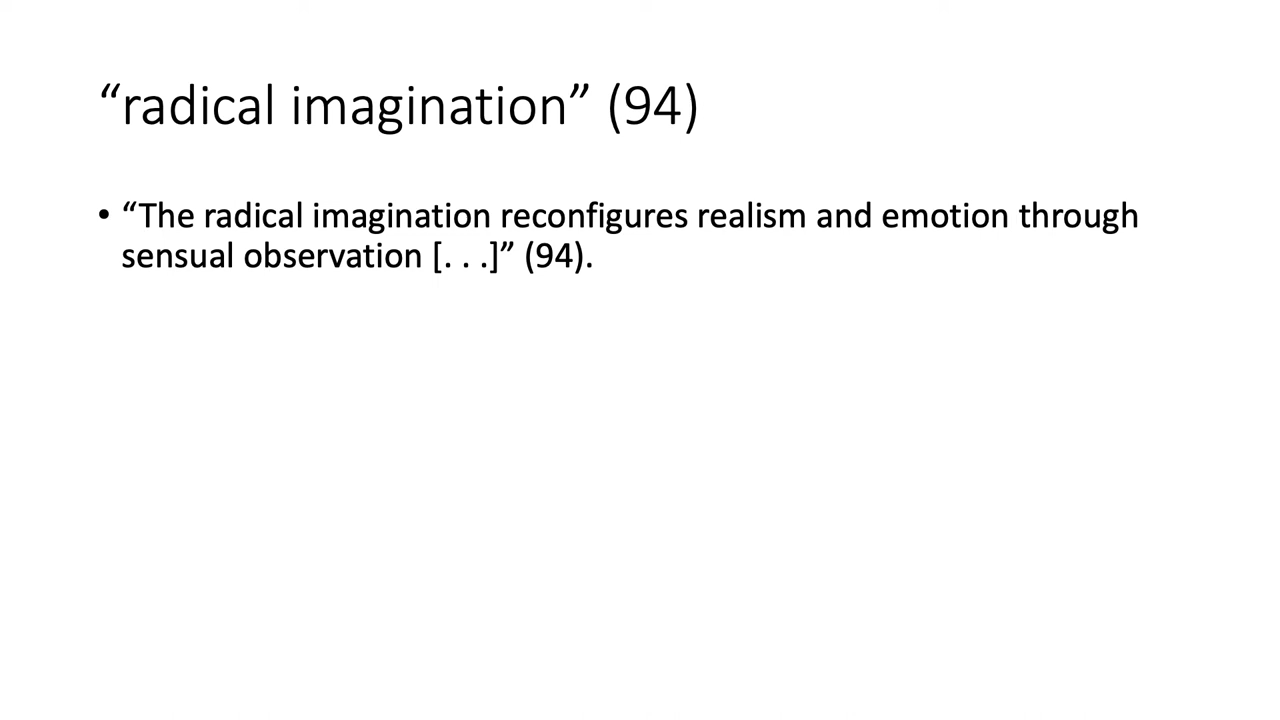 “radical imagination” (94)
• “The radical imagination reconfigures realism and emotion through
sensual observation [. . .]” (94).